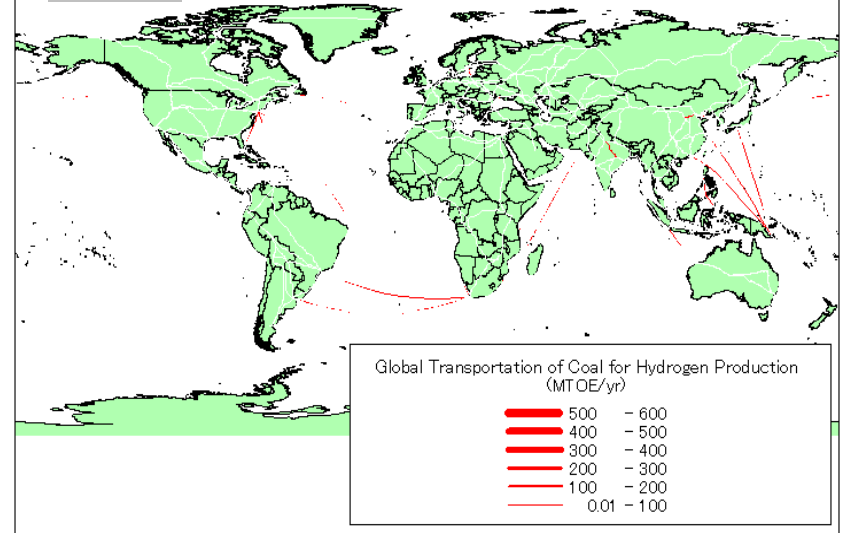 Global Transportation of Coal for Hydrogen Production
(MTOE/yr)
500 - 600
400 - 500
300 - 400
200 - 300
100 - 200
0.01 - 100